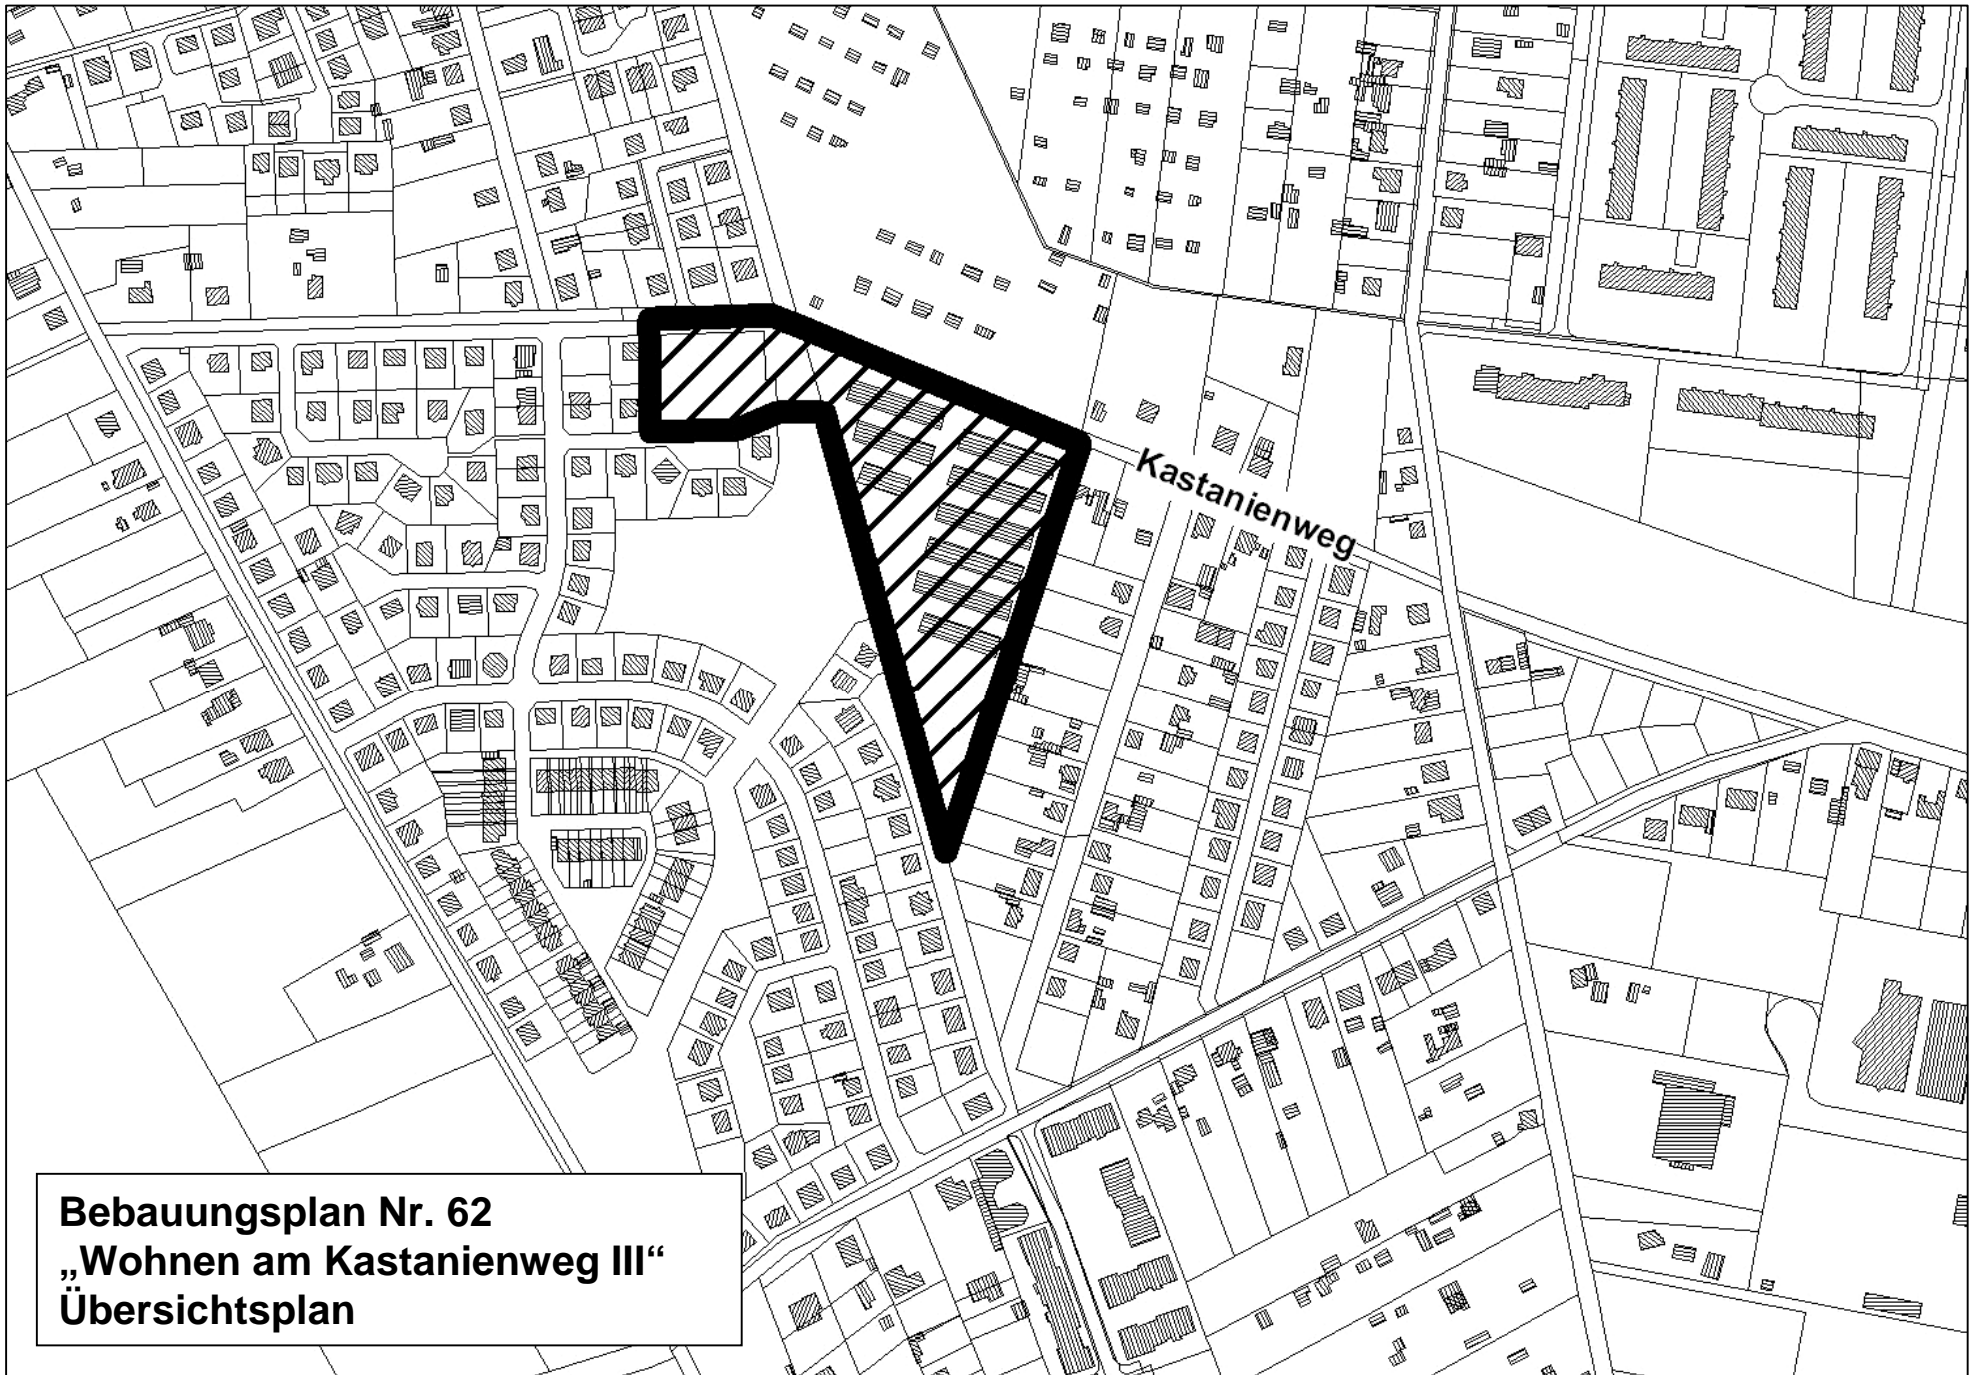 Kastanienweg
Bebauungsplan Nr. 62
„Wohnen am Kastanienweg III“
Übersichtsplan